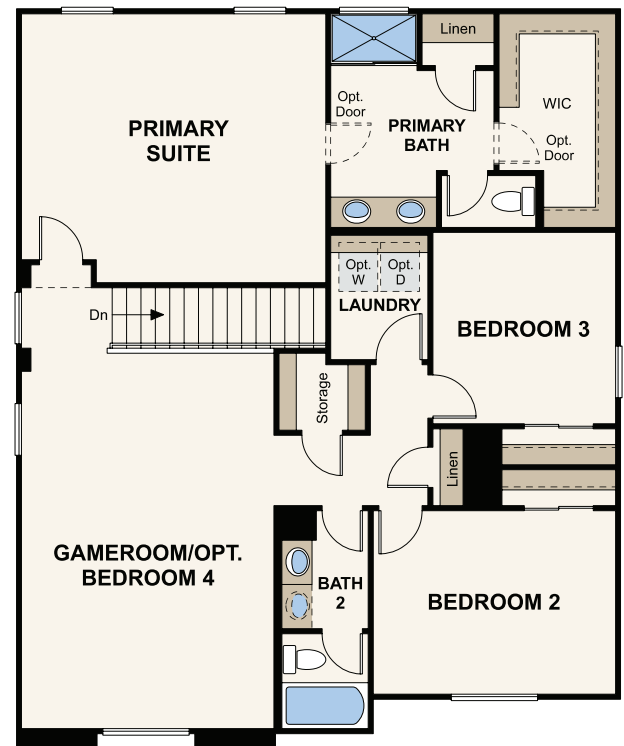 Linen
PRIMARY
SUITE
Opt.
Door
PRIMARY
BATH
WIC
Opt.
Door
Opt.
W
Opt.
D
LAUNDRY
Dn
BEDROOM 3
Storage
Linen
GAMEROOM/OPT.
BEDROOM 4
BATH
2
BEDROOM 2